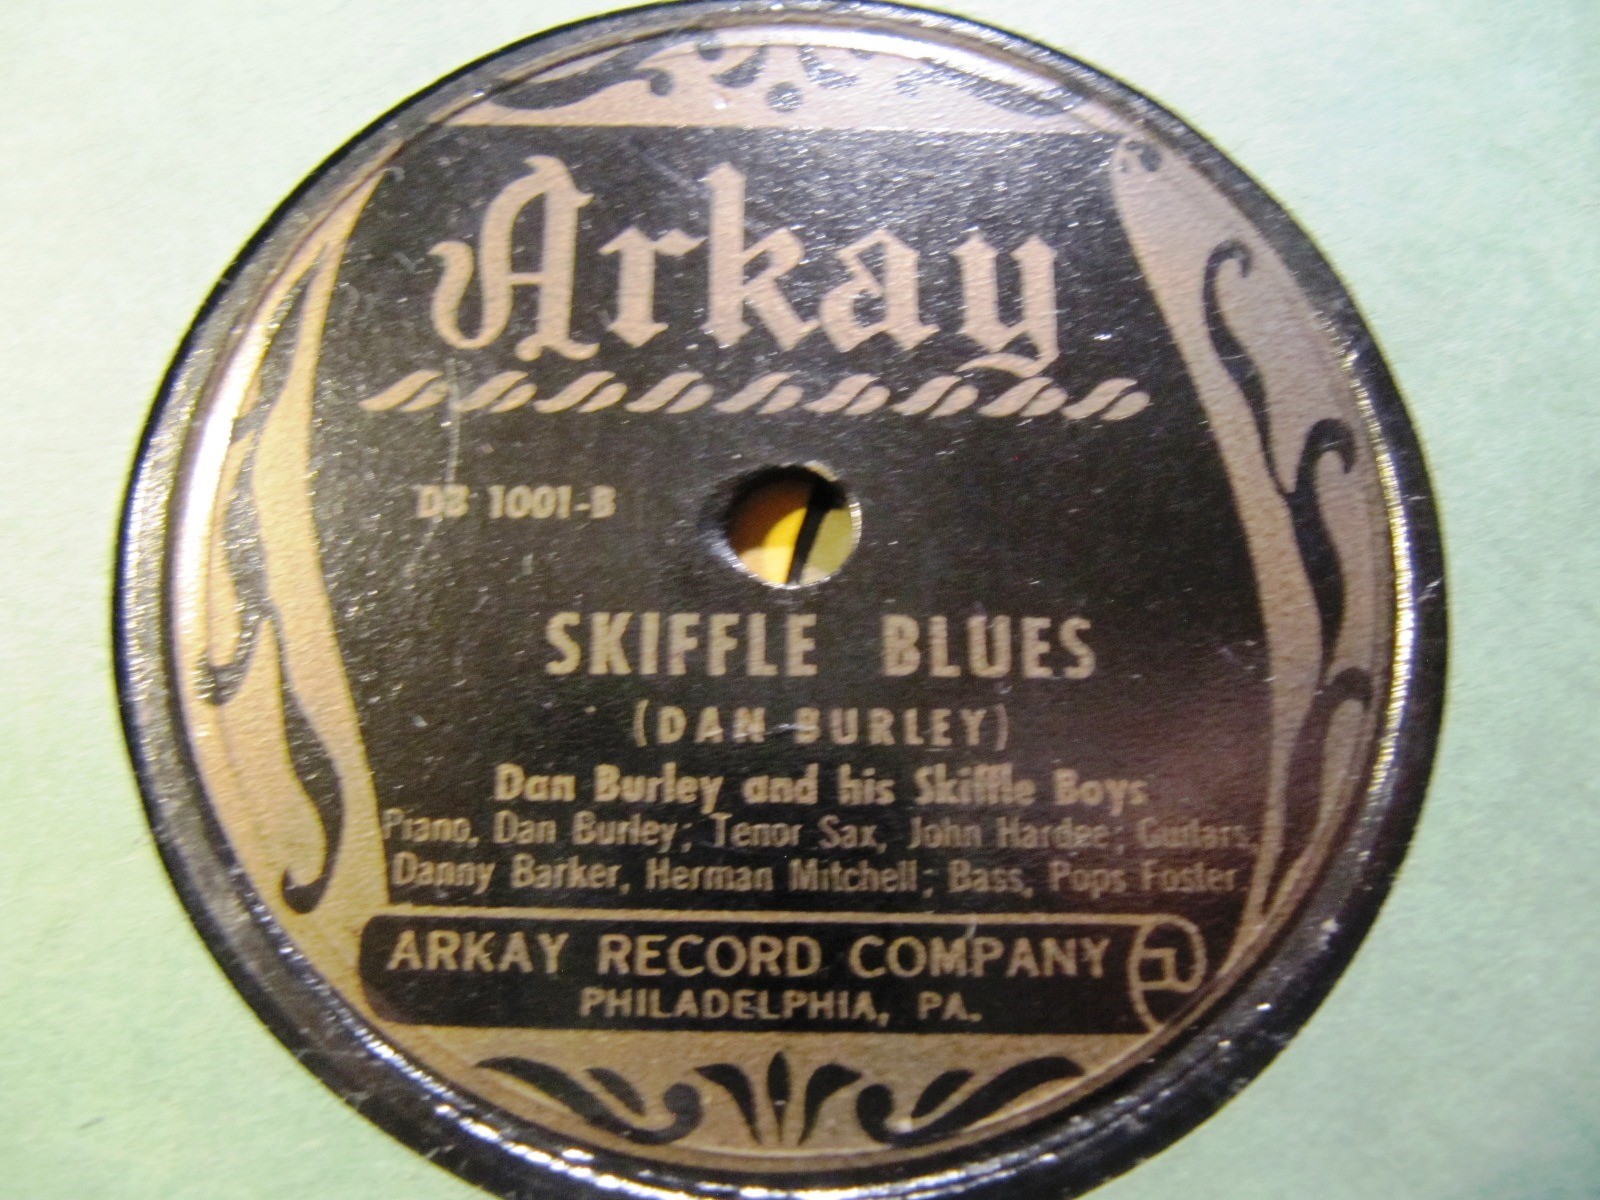 Arkay
DB 1001-B
SKIFFLE BLUES
(DAN BURLEY)
Dan Burley and his Skiffle Boys
Piano, Dan Burley; Tenor Sax, John Hardee; Guitars,
Danny Barker, Herman Mitchell; Bass, Pops Foster.
ARKAY RECORD COMPANY
PHILADELPHIA, PA.